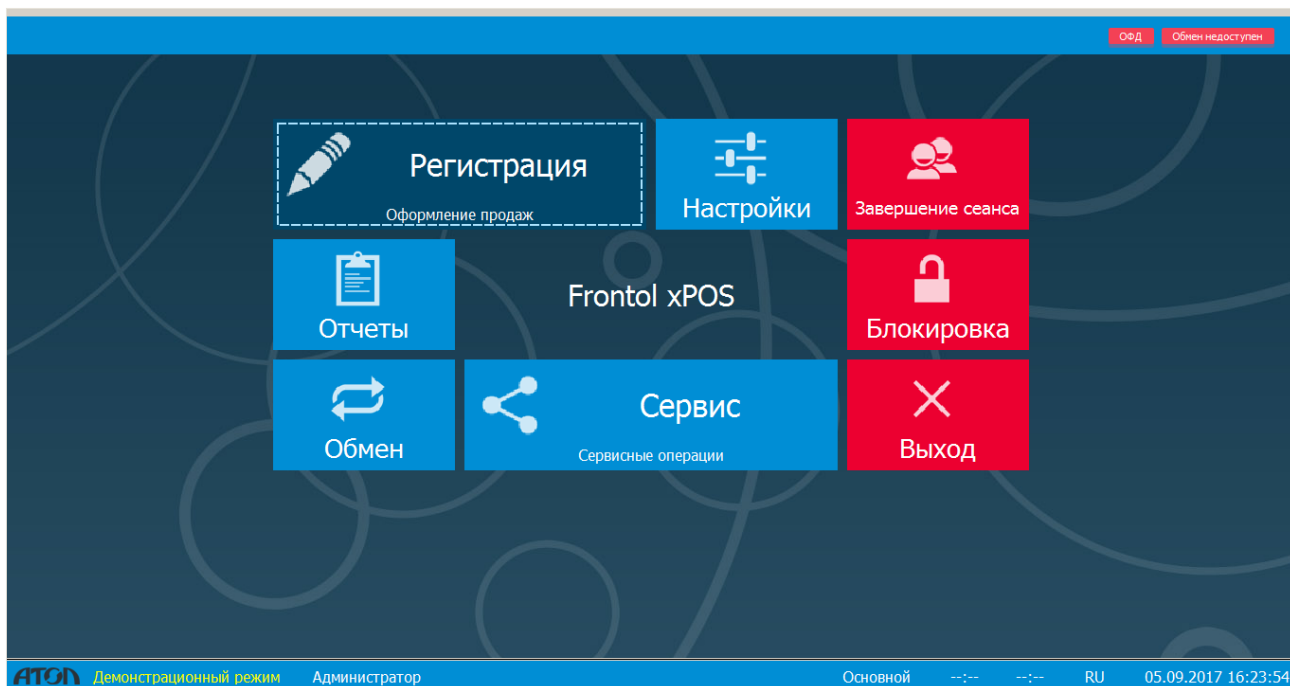 ОФД Обмен недоступен
Регистрация
Оформление продаж
Настройки
Завершение сеанса
Отчеты
Frontol xPOS
Блокировка
Обмен
Сервис
Сервисные операции
Выход
АТОЛ Демонстрационный режим Администратор Основной --:-- --:-- RU 05.09.2017 16:23:54